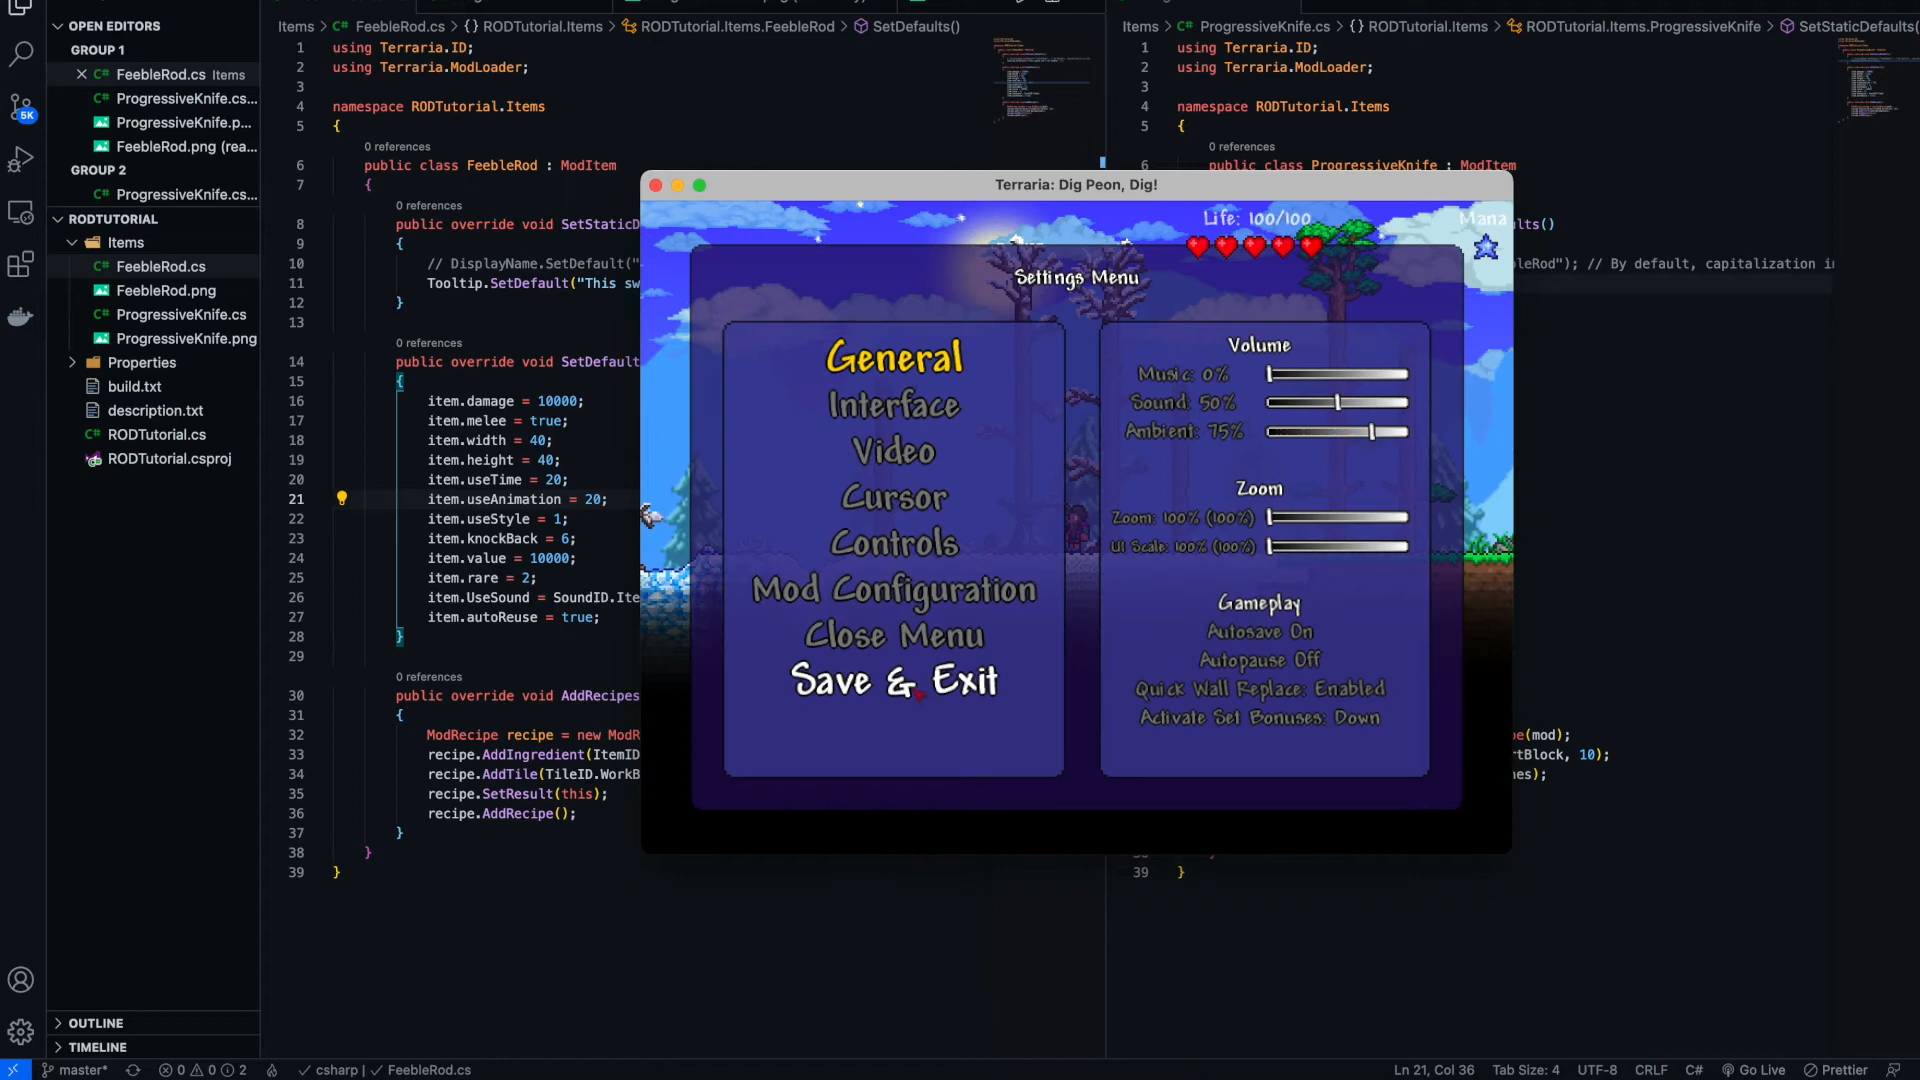 OPEN EDITORS
GROUP 1
FeebleRod.cs Items
ProgressiveKnife.cs...
ProgressiveKnife.p...
FeebleRod.png (rea...
GROUP 2
ProgressiveKnife.cs...
RODTUTORIAL
Items
FeebleRod.cs
FeebleRod.png
ProgressiveKnife.cs
ProgressiveKnife.png
Properties
build.txt
description.txt
RODTutorial.cs
RODTutorial.csproj
OUTLINE
TIMELINE
5K
Items > FeebleRod.cs > {} RODTutorial.Items > RODTutorial.Items.FeebleRod > SetDefaults()
1 using Terraria.ID;
2 using Terraria.ModLoader;
3
4 namespace RODTutorial.Items
5 {
0 references
6 public class FeebleRod : ModItem
7 {
0 references
8 public override void SetStaticD
9 {
10 // DisplayName.SetDefault("
11 Tooltip.SetDefault("This sw
12 }
13
0 references
14 public override void SetDefault
15 {
16 item.damage = 10000;
17 item.melee = true;
18 item.width = 40;
19 item.height = 40;
20 item.useTime = 20;
21 item.useAnimation = 20;
22 item.useStyle = 1;
23 item.knockBack = 6;
24 item.value = 10000;
25 item.rare = 2;
26 item.UseSound = SoundID.Ite
27 item.autoReuse = true;
28 }
29
0 references
30 public override void AddRecipes
31 {
32 ModRecipe recipe = new ModR
33 recipe.AddIngredient(ItemID
34 recipe.AddTile(TileID.WorkB
35 recipe.SetResult(this);
36 recipe.AddRecipe();
37 }
38 }
39 }
Items > ProgressiveKnife.cs > {} RODTutorial.Items > RODTutorial.Items.ProgressiveKnife > SetStaticDefaults()
1 using Terraria.ID;
2 using Terraria.ModLoader;
3
4 namespace RODTutorial.Items
5 {
0 references
6 public class ProgressiveKnife : ModItem
ults()
leRod"); // By default, capitalization i
pe(mod);
rtBlock, 10);
nes);
39 }
Terraria: Dig Peon, Dig!
Life: 100/100
Mana
Settings Menu
General
Interface
Video
Cursor
Controls
Mod Configuration
Close Menu
Save & Exit
Volume
Music: 0%
Sound: 50%
Ambient: 75%
Zoom
Zoom: 100% (100%)
UI Scale: 100% (100%)
Gameplay
Autosave On
Autopause Off
Quick Wall Replace: Enabled
Activate Set Bonuses: Down
master* 0 0 2 csharp | FeebleRod.cs
Ln 21, Col 36 Tab Size: 4 UTF-8 CRLF C# Go Live Prettier